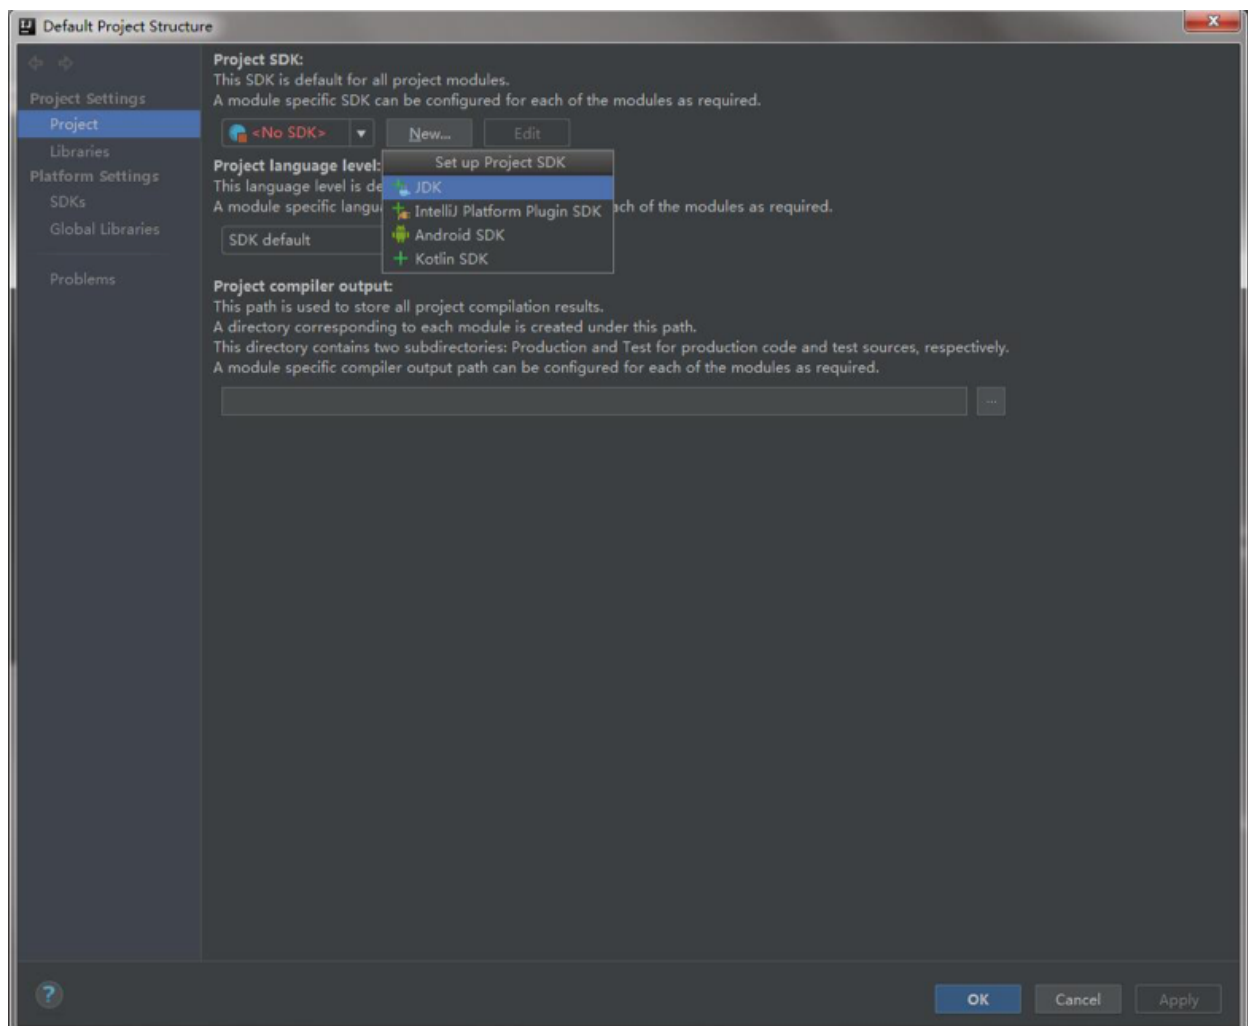 Default Project Structure
Project Settings
Project
Libraries
Platform Settings
SDKs
Global Libraries
Problems
Project SDK:
This SDK is default for all project modules.
A module specific SDK can be configured for each of the modules as required.
<No SDK> New... Edit
Set up Project SDK
JDK
IntelliJ Platform Plugin SDK
Android SDK
Kotlin SDK
Project language level:
This language level is de
A module specific langu ach of the modules as required.
SDK default
Project compiler output:
This path is used to store all project compilation results.
A directory corresponding to each module is created under this path.
This directory contains two subdirectories: Production and Test for production code and test sources, respectively.
A module specific compiler output path can be configured for each of the modules as required.
...
? OK Cancel Apply